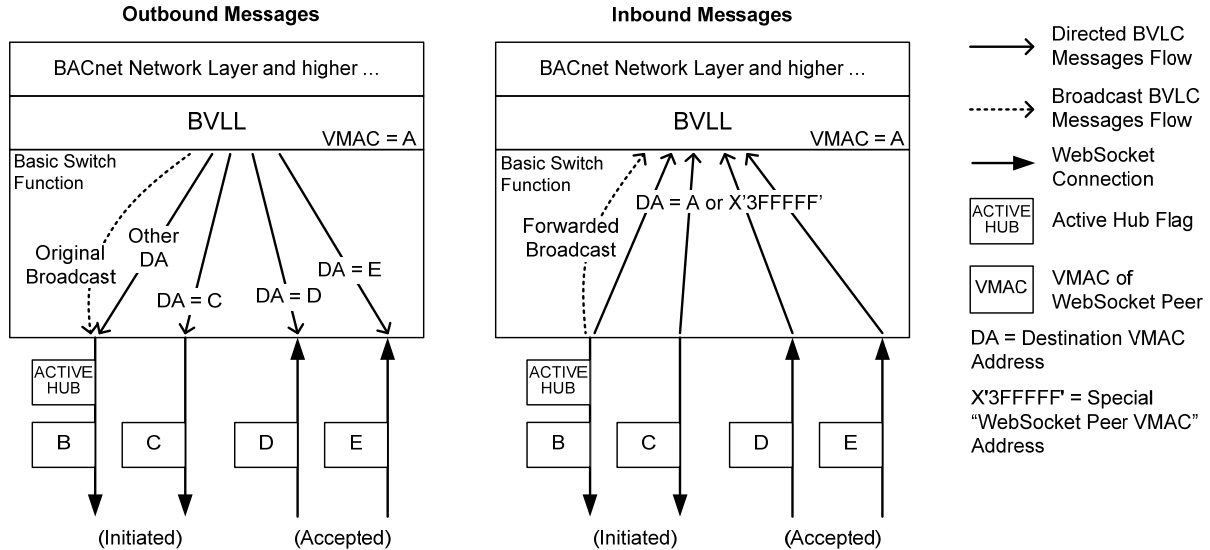 Outbound Messages
BACnet Network Layer and higher ...
BVLL
VMAC = A
Basic Switch
Function
Original
Broadcast
Other
DA
DA = C
DA = D
DA = E
ACTIVE
HUB
B
C
D
E
(Initiated)
(Accepted)
Inbound Messages
BACnet Network Layer and higher ...
BVLL
VMAC = A
Basic Switch
Function
DA = A or X'3FFFFF'
Forwarded
Broadcast
ACTIVE
HUB
B
C
D
E
(Initiated)
(Accepted)
Directed BVLC
Messages Flow
Broadcast BVLC
Messages Flow
WebSocket
Connection
ACTIVE
HUB
Active Hub Flag
VMAC
VMAC of
WebSocket Peer
DA = Destination VMAC
Address
X'3FFFFF' = Special
“WebSocket Peer VMAC”
Address